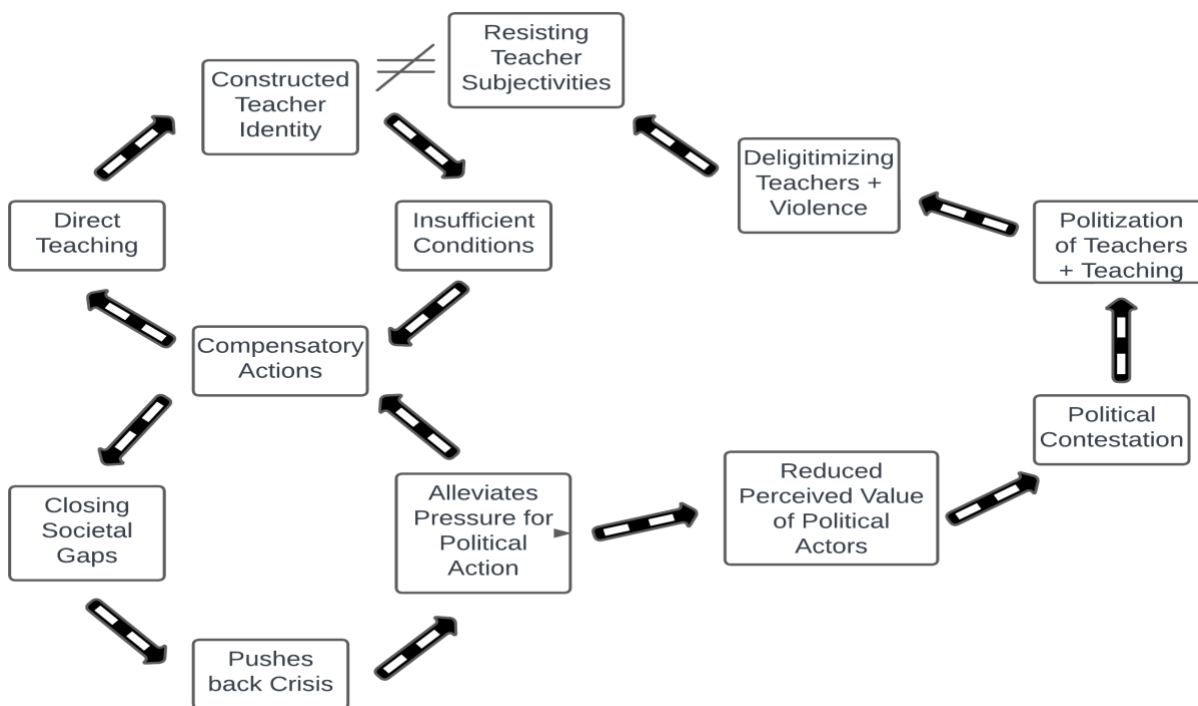 Resisting
Teacher
Subjectivities
Constructed
Teacher
Identity
Deligitimizing
Teachers +
Violence
Direct
Teaching
Insufficient
Conditions
Politization
of Teachers
+ Teaching
Compensatory
Actions
Political
Contestation
Reduced
Perceived Value
of Political
Actors
Closing
Societal
Gaps
Alleviates
Pressure for
Political
Action
Pushes
back Crisis